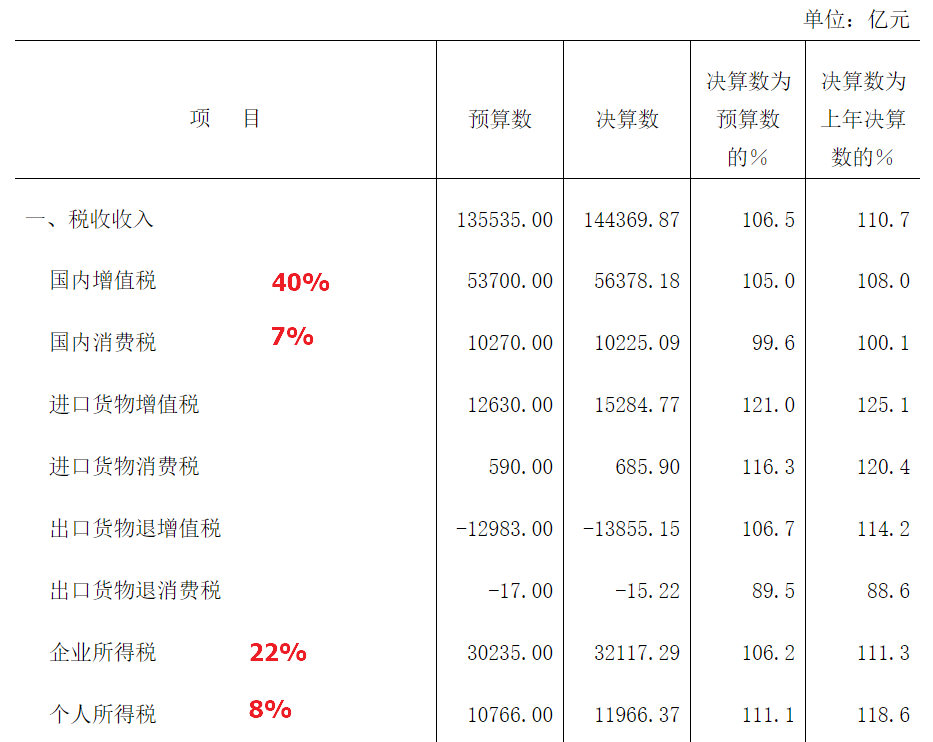 单位：亿元
项 目 预算数 决算数 决算数为预算数的% 决算数为上年决算数的%
一、税收收入 135535.00 144369.87 106.5 110.7
国内增值税 40% 53700.00 56378.18 105.0 108.0
国内消费税 7% 10270.00 10225.09 99.6 100.1
进口货物增值税 12630.00 15284.77 121.0 125.1
进口货物消费税 590.00 685.90 116.3 120.4
出口货物退增值税 -12983.00 -13855.15 106.7 114.2
出口货物退消费税 -17.00 -15.22 89.5 88.6
企业所得税 22% 30235.00 32117.29 106.2 111.3
个人所得税 8% 10766.00 11966.37 111.1 118.6